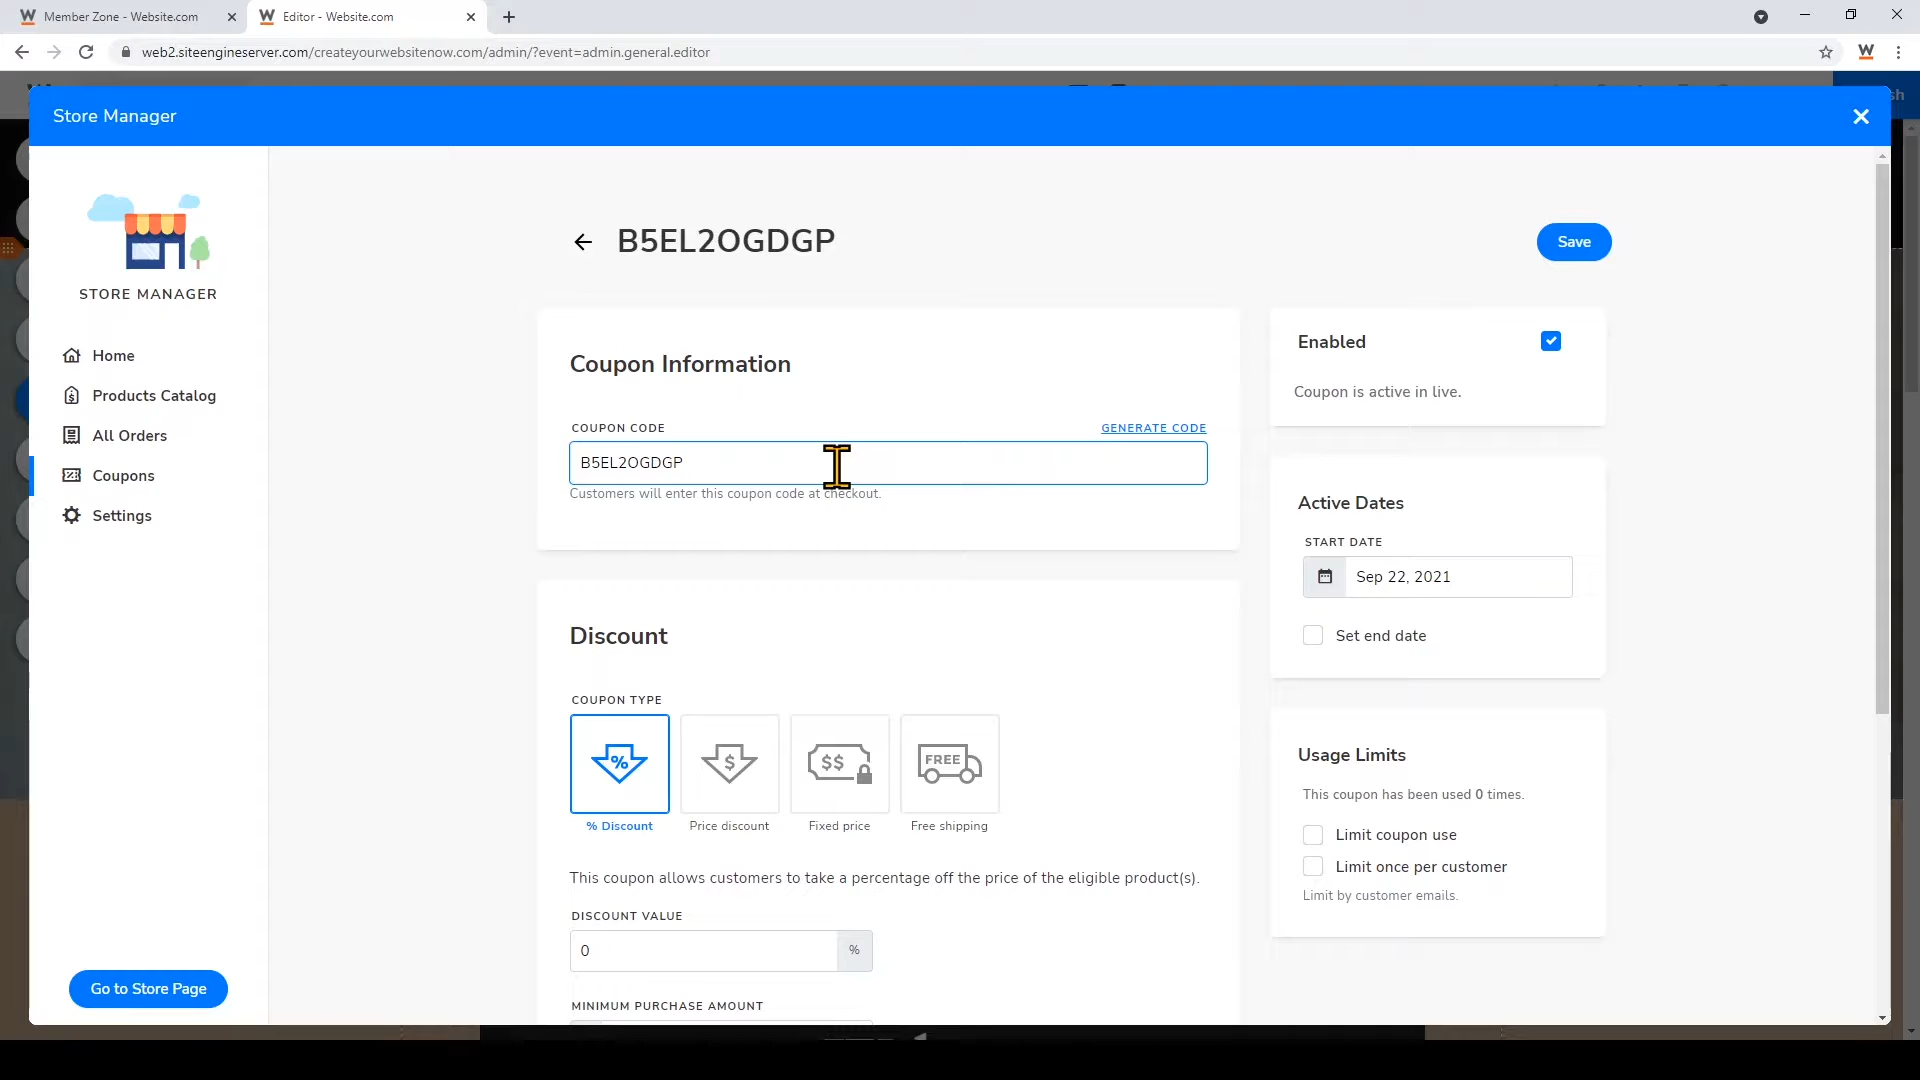 Member Zone - Website.com
Editor - Website.com
web2.siteengineserver.com/createyourwebsitenow.com/admin/?event=admin.general.editor
Store Manager
STORE MANAGER
Home
Products Catalog
All Orders
Coupons
Settings
Go to Store Page
B5EL2OGDGP
Save
Coupon Information
COUPON CODE
GENERATE CODE
B5EL2OGDGP
Customers will enter this coupon code at checkout.
Discount
COUPON TYPE
%
$
$$
FREE
% Discount
Price discount
Fixed price
Free shipping
This coupon allows customers to take a percentage off the price of the eligible product(s).
DISCOUNT VALUE
0
%
MINIMUM PURCHASE AMOUNT
Enabled
Coupon is active in live.
Active Dates
START DATE
Sep 22, 2021
Set end date
Usage Limits
This coupon has been used 0 times.
Limit coupon use
Limit once per customer
Limit by customer emails.